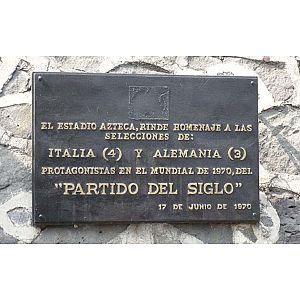 EL ESTADIO AZTECA, RINDE HOMENAJE A LAS
SELECCIONES DE:
ITALIA (4) Y ALEMANIA (3)
PROTAGONISTAS EN EL MUNDIAL DE 1970, DEL
"PARTIDO DEL SIGLO"
17 DE JUNIO DE 1970